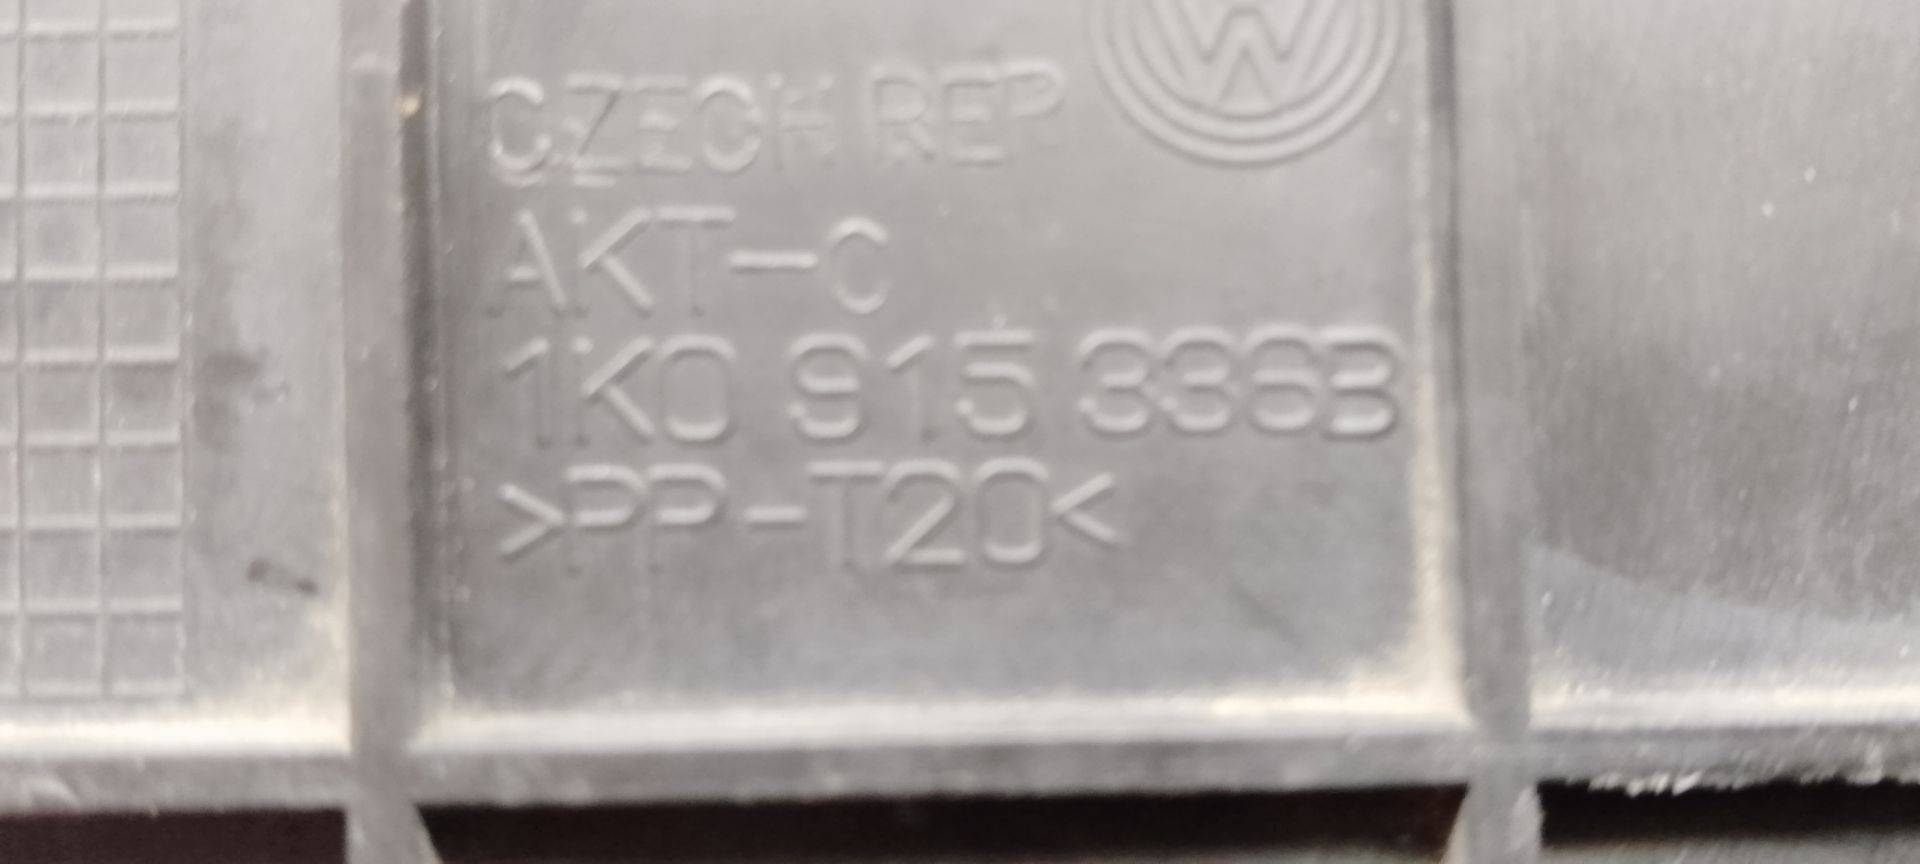 CZECH REP
AKT-C
1K0 915 336B
>PP-T20<